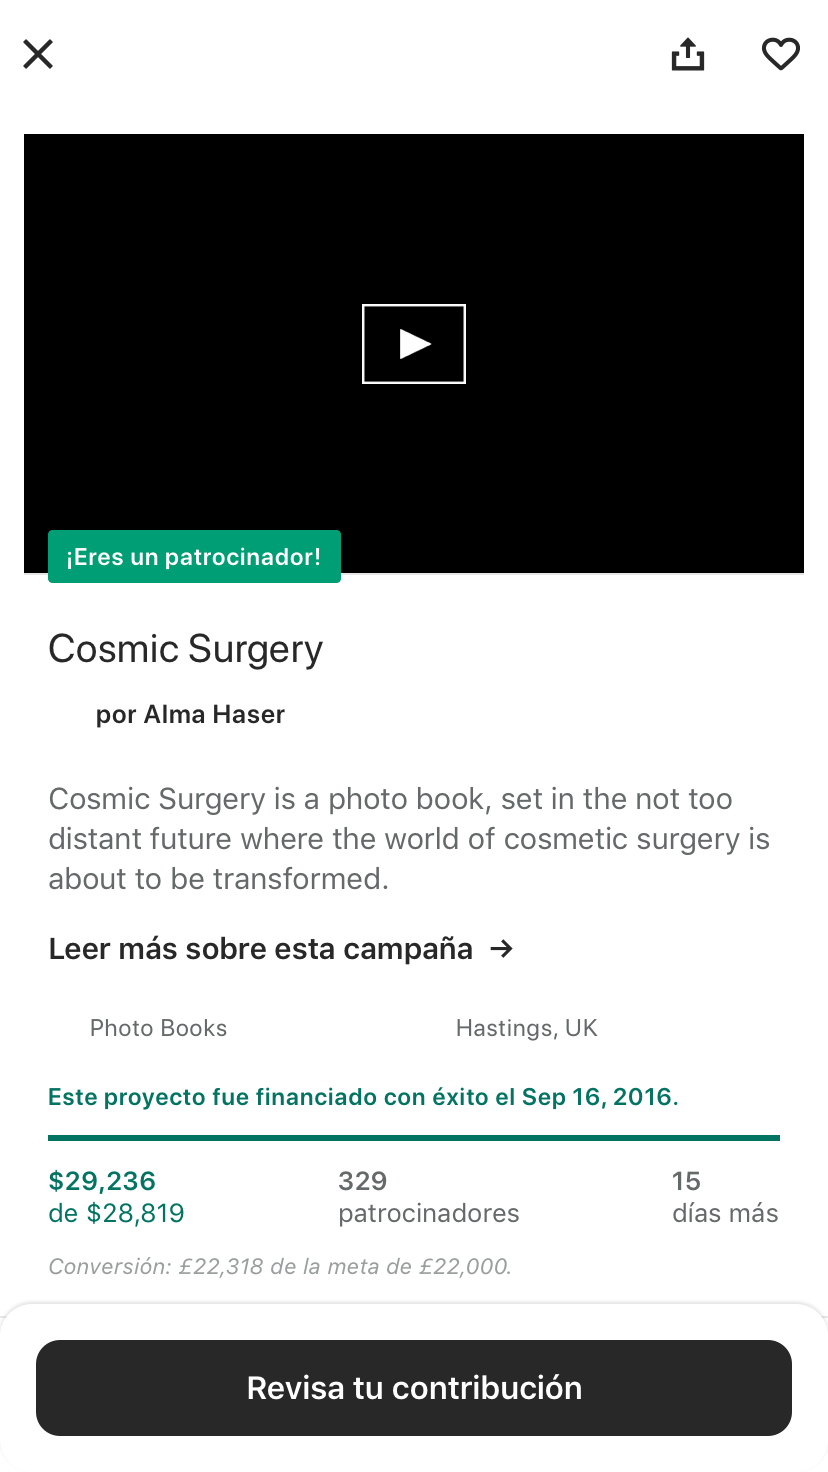 ¡Eres un patrocinador!
Cosmic Surgery
por Alma Haser
Cosmic Surgery is a photo book, set in the not too
distant future where the world of cosmetic surgery is
about to be transformed.
Leer más sobre esta campaña →
Photo Books
Hastings, UK
Este proyecto fue financiado con éxito el Sep 16, 2016.
$29,236
de $28,819
329
patrocinadores
15
días más
Conversión: £22,318 de la meta de £22,000.
Revisa tu contribución